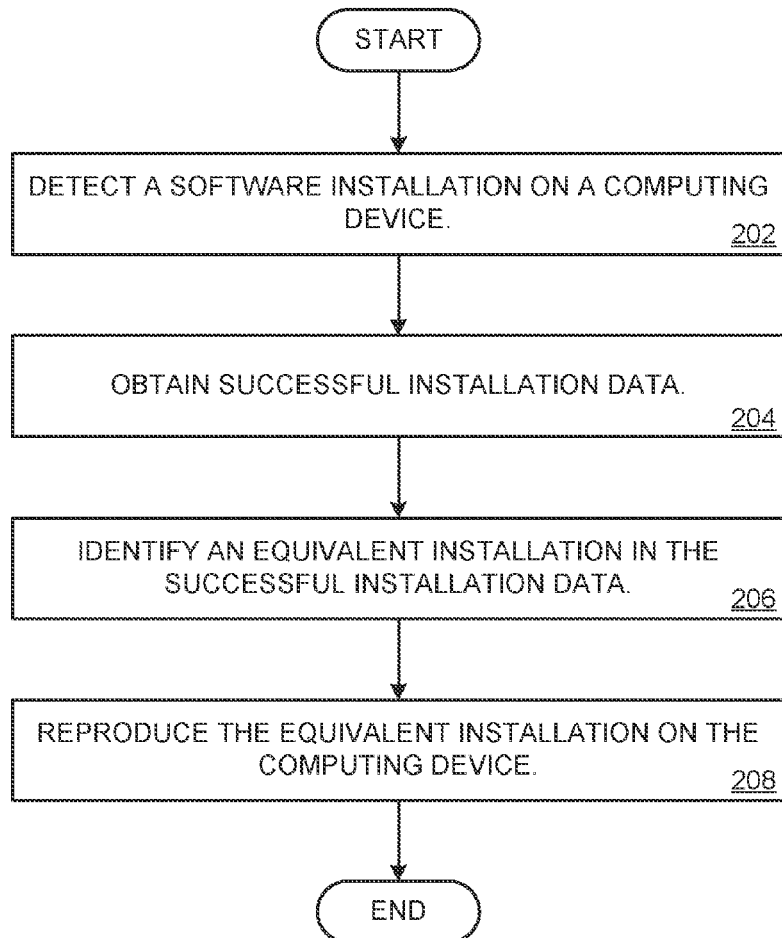 START
DETECT A SOFTWARE INSTALLATION ON A COMPUTING
DEVICE.
202
OBTAIN SUCCESSFUL INSTALLATION DATA.
204
IDENTIFY AN EQUIVALENT INSTALLATION IN THE
SUCCESSFUL INSTALLATION DATA.
206
REPRODUCE THE EQUIVALENT INSTALLATION ON THE
COMPUTING DEVICE.
208
END